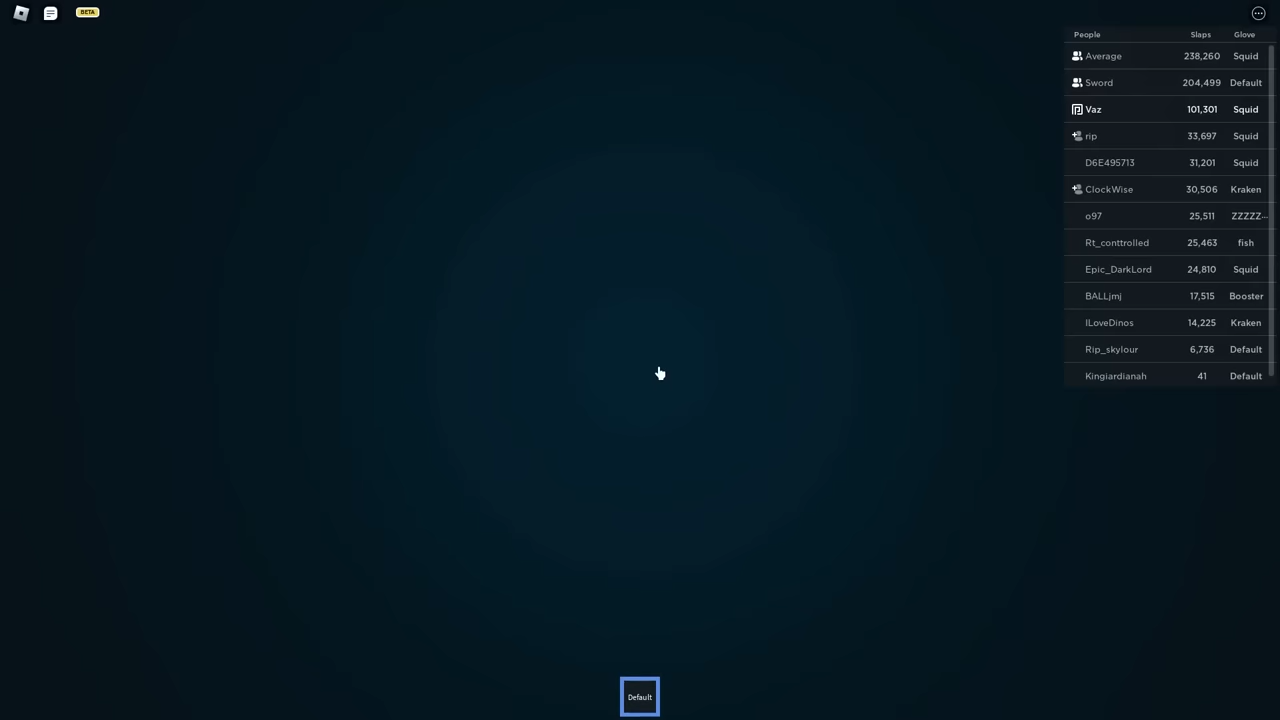 BETA
People Slaps Glove
Average 238,260 Squid
Sword 204,499 Default
Vaz 101,301 Squid
rip 33,697 Squid
D6E495713 31,201 Squid
ClockWise 30,506 Kraken
o97 25,511 ZZZZZ...
Rt_conttrolled 25,463 fish
Epic_DarkLord 24,810 Squid
BALLjmj 17,515 Booster
ILoveDinos 14,225 Kraken
Rip_skylour 6,736 Default
Kingiardianah 41 Default
Default